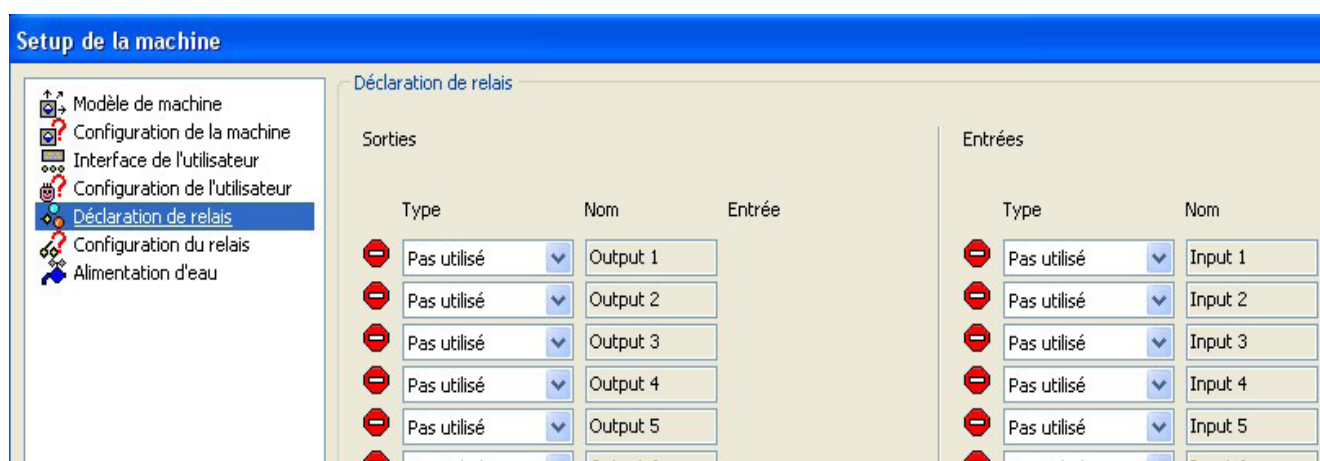 Setup de la machine
Modèle de machine
Configuration de la machine
Interface de l'utilisateur
Configuration de l'utilisateur
Déclaration de relais
Configuration du relais
Alimentation d'eau
Déclaration de relais
Sorties
Type Nom Entrée
Pas utilisé Output 1
Pas utilisé Output 2
Pas utilisé Output 3
Pas utilisé Output 4
Pas utilisé Output 5
Entrées
Type Nom
Pas utilisé Input 1
Pas utilisé Input 2
Pas utilisé Input 3
Pas utilisé Input 4
Pas utilisé Input 5